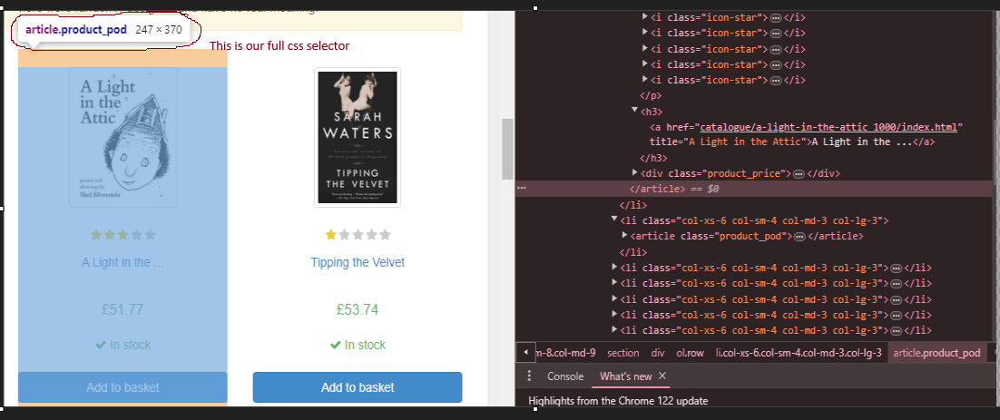 article.product_pod 247 × 370
This is our full css selector
A Light
in the
Attic
poems and
drawings by
Shel Silverstein
A Light in the ...
£51.77
In stock
Add to basket
SARAH
WATERS
TIPPING
THE VELVET
Tipping the Velvet
£53.74
In stock
Add to basket
<i class="icon-star">…</i>
<i class="icon-star">…</i>
<i class="icon-star">…</i>
<i class="icon-star">…</i>
<i class="icon-star">…</i>
</p>
<h3>
<a href="catalogue/a-light-in-the-attic 1000/index.html"
title="A Light in the Attic">A Light in the ...</a>
</h3>
<div class="product_price">…</div>
… </article> == $0
</li>
<li class="col-xs-6 col-sm-4 col-md-3 col-lg-3">
<article class="product_pod">…</article>
</li>
<li class="col-xs-6 col-sm-4 col-md-3 col-lg-3">…</li>
<li class="col-xs-6 col-sm-4 col-md-3 col-lg-3">…</li>
<li class="col-xs-6 col-sm-4 col-md-3 col-lg-3">…</li>
<li class="col-xs-6 col-sm-4 col-md-3 col-lg-3">…</li>
<li class="col-xs-6 col-sm-4 col-md-3 col-lg-3">…</li>
m-8.col-md-9 section div ol.row li.col-xs-6.col-sm-4.col-md-3.col-lg-3 article.product_pod
Console What's new ×
Highlights from the Chrome 122 update